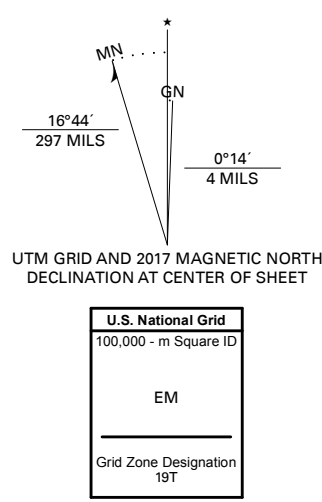 ★
MN
GN
16°44´
297 MILS
0°14´
4 MILS
UTM GRID AND 2017 MAGNETIC NORTH
DECLINATION AT CENTER OF SHEET
U.S. National Grid
100,000 - m Square ID
EM
Grid Zone Designation
19T